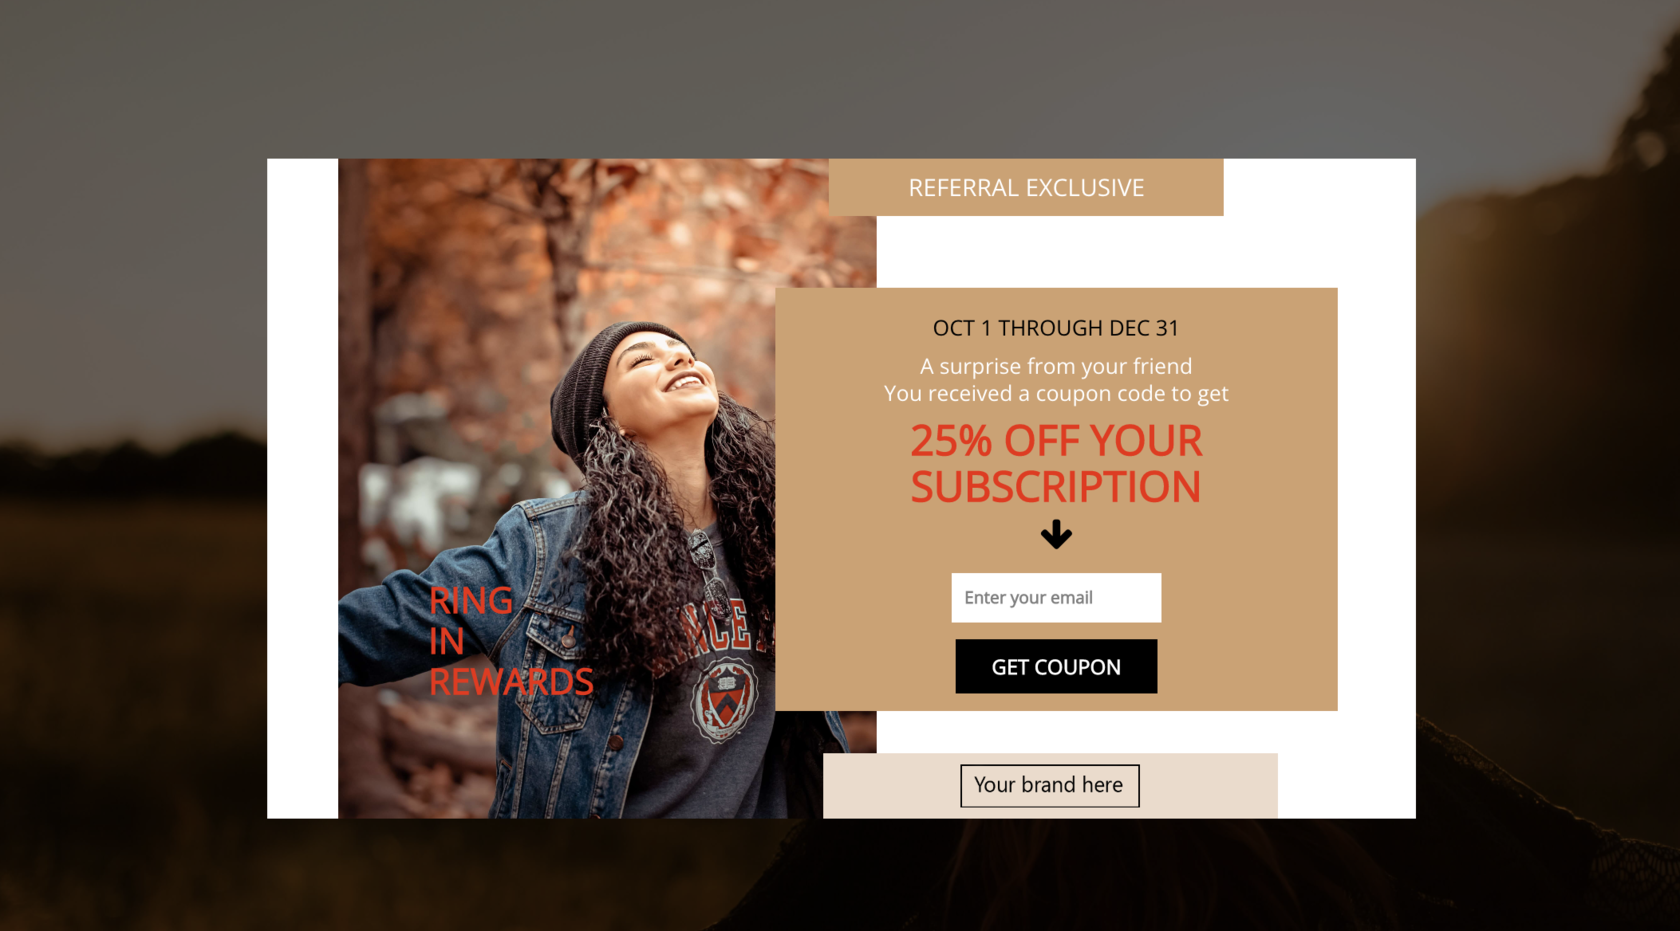 REFERRAL EXCLUSIVE
OCT 1 THROUGH DEC 31
A surprise from your friend
You received a coupon code to get
25% OFF YOUR
SUBSCRIPTION
Enter your email
GET COUPON
RING
IN
REWARDS
NCET
Your brand here